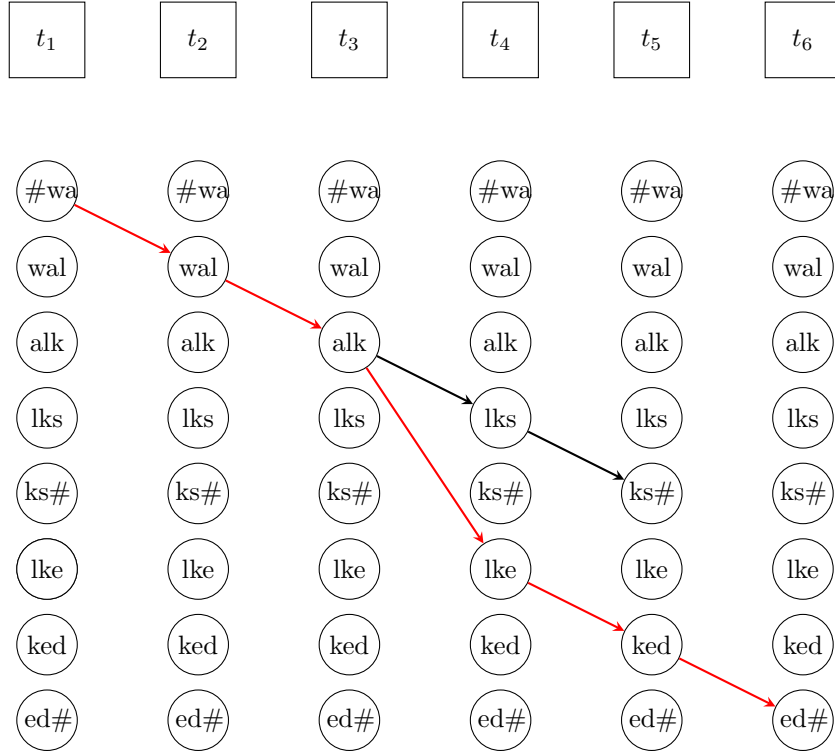 t₁ t₂ t₃ t₄ t₅ t₆
#wa #wa #wa #wa #wa #wa
wal wal wal wal wal wal
alk alk alk alk alk alk
lks lks lks lks lks lks
ks# ks# ks# ks# ks# ks#
lke lke lke lke lke lke
ked ked ked ked ked ked
ed# ed# ed# ed# ed# ed#